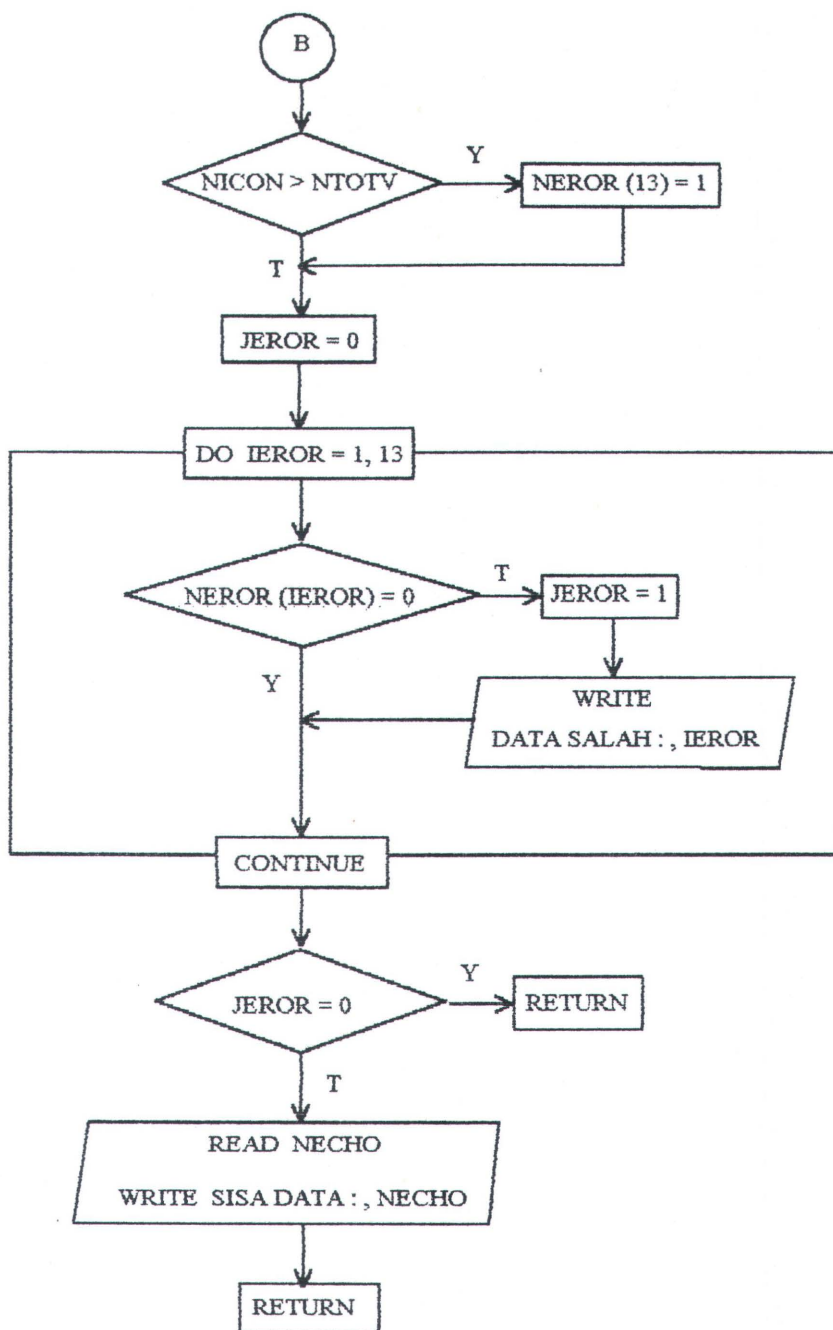 B
NICON > NTOTV
Y
NEROR (13) = 1
T
JEROR = 0
DO IEROR = 1, 13
NEROR (IEROR) = 0
T
JEROR = 1
Y
WRITE
DATA SALAH : , IEROR
CONTINUE
JEROR = 0
Y
RETURN
T
READ NECHO
WRITE SISA DATA : , NECHO
RETURN